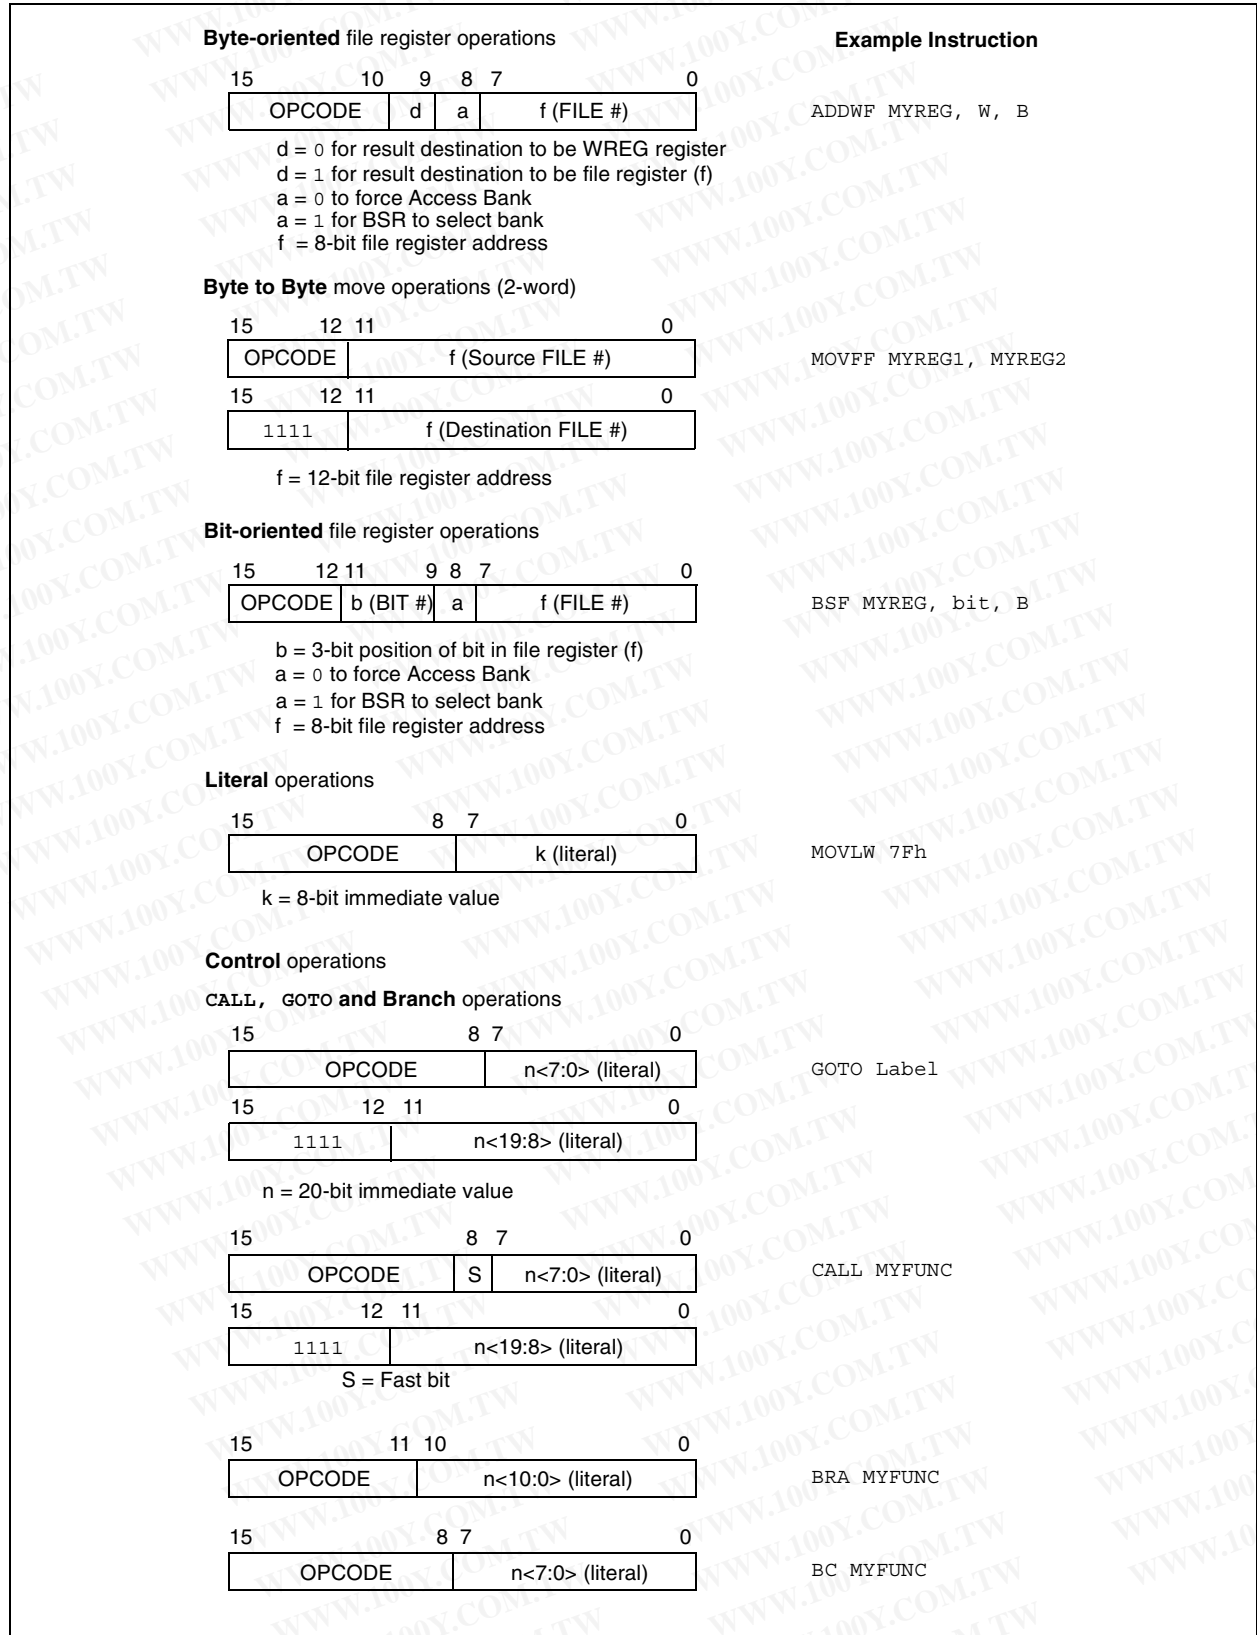 Byte-oriented file register operations
Example Instruction
15 10 9 8 7 0
OPCODE d a f (FILE #)
ADDWF MYREG, W, B
d = 0 for result destination to be WREG register
d = 1 for result destination to be file register (f)
a = 0 to force Access Bank
a = 1 for BSR to select bank
f = 8-bit file register address
Byte to Byte move operations (2-word)
15 12 11 0
OPCODE f (Source FILE #)
MOVFF MYREG1, MYREG2
15 12 11 0
1111 f (Destination FILE #)
f = 12-bit file register address
Bit-oriented file register operations
15 12 11 9 8 7 0
OPCODE b (BIT #) a f (FILE #)
BSF MYREG, bit, B
b = 3-bit position of bit in file register (f)
a = 0 to force Access Bank
a = 1 for BSR to select bank
f = 8-bit file register address
Literal operations
15 8 7 0
OPCODE k (literal)
MOVLW 7Fh
k = 8-bit immediate value
Control operations
CALL, GOTO and Branch operations
15 8 7 0
OPCODE n<7:0> (literal)
GOTO Label
15 12 11 0
1111 n<19:8> (literal)
n = 20-bit immediate value
15 8 7 0
OPCODE S n<7:0> (literal)
CALL MYFUNC
15 12 11 0
1111 n<19:8> (literal)
S = Fast bit
15 11 10 0
OPCODE n<10:0> (literal)
BRA MYFUNC
15 8 7 0
OPCODE n<7:0> (literal)
BC MYFUNC
WWW.100Y.COM.TW